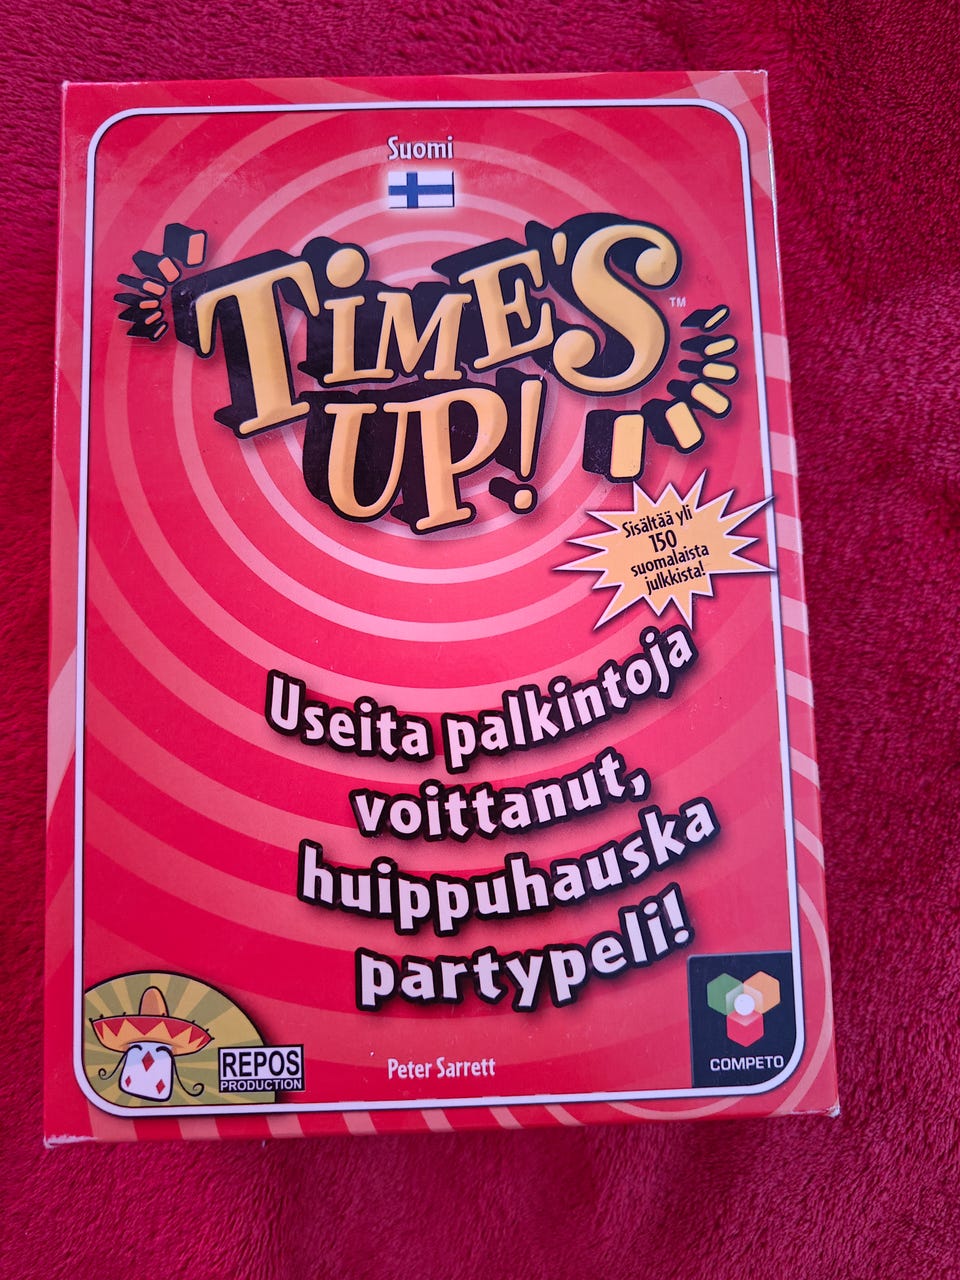 Suomi
TIME'S
UP!
TM
Sisältää yli
150
suomalaista
julkkista!
Useita palkintoja
voittanut,
huippuhauska
partypeli!
REPOS
PRODUCTION
Peter Sarrett
COMPETO